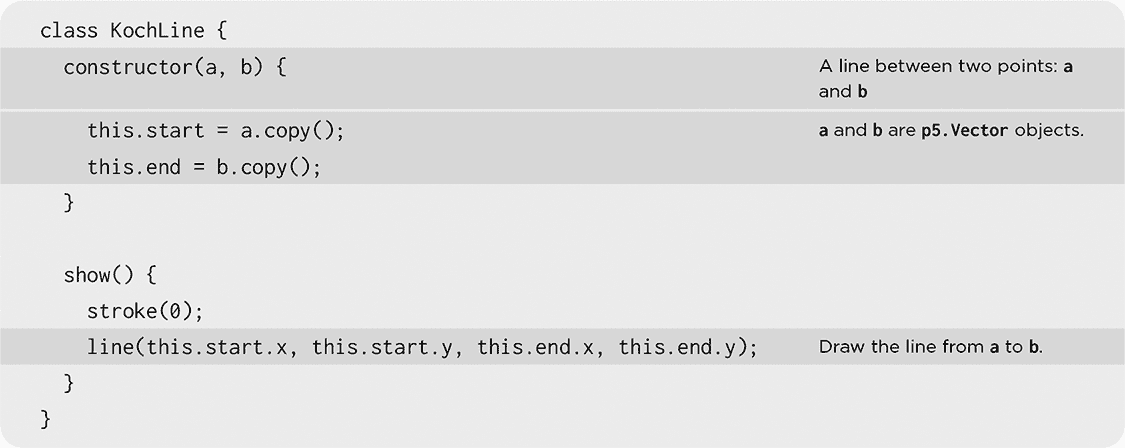 class KochLine {
constructor(a, b) {
A line between two points: a
and b
this.start = a.copy();
a and b are p5.Vector objects.
this.end = b.copy();
}
show() {
stroke(0);
line(this.start.x, this.start.y, this.end.x, this.end.y);
Draw the line from a to b.
}
}